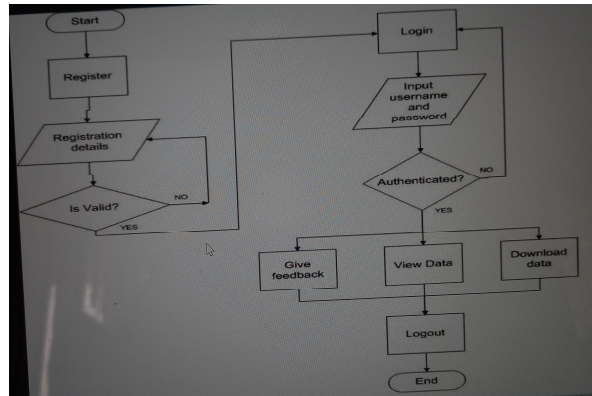 Start
Register
Registration
details
Is Valid?
NO
YES
Login
Input
username
and
password
Authenticated?
NO
YES
Give
feedback
View Data
Download
data
Logout
End